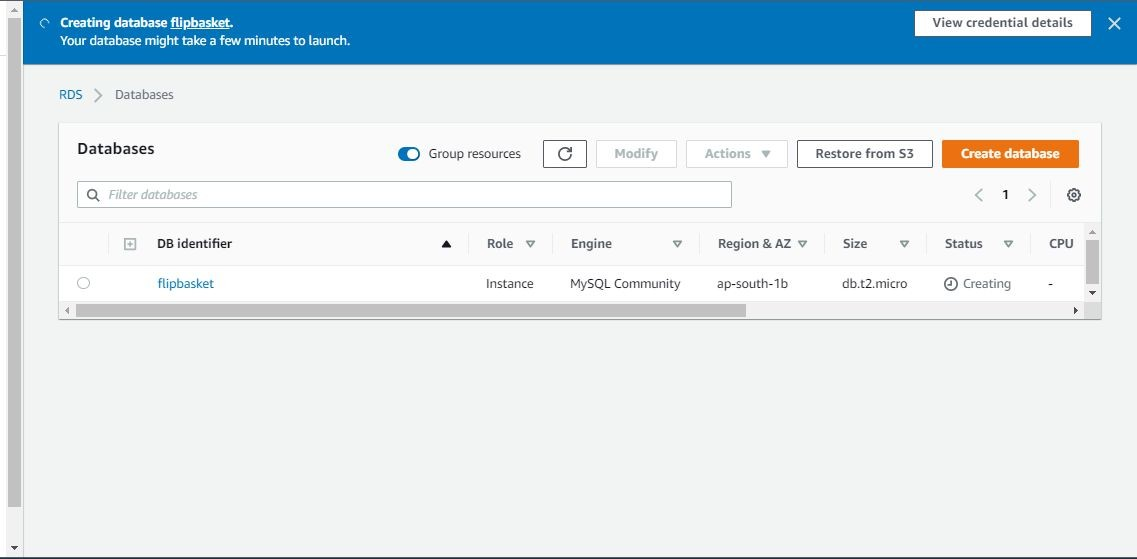 Creating database flipbasket.
Your database might take a few minutes to launch.
View credential details
RDS Databases
Databases
Group resources
Modify
Actions
Restore from S3
Create database
Filter databases
1
DB identifier Role Engine Region & AZ Size Status CPU
flipbasket Instance MySQL Community ap-south-1b db.t2.micro Creating -